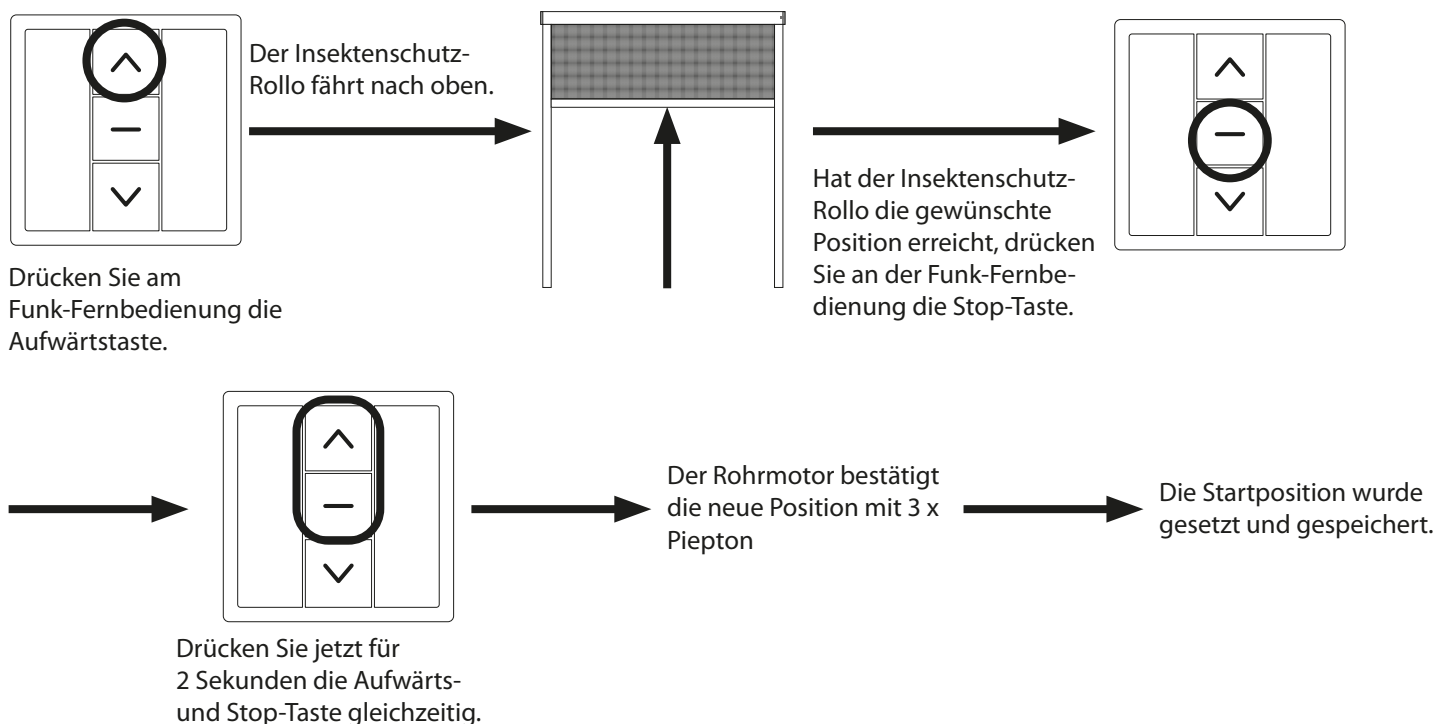 Der Insektenschutz-
Rollo fährt nach oben.
Drücken Sie am
Funk-Fernbedienung die
Aufwärtstaste.
Hat der Insektenschutz-
Rollo die gewünschte
Position erreicht, drücken
Sie an der Funk-Fernbe-
dienung die Stop-Taste.
Drücken Sie jetzt für
2 Sekunden die Aufwärts-
und Stop-Taste gleichzeitig.
Der Rohrmotor bestätigt
die neue Position mit 3 x
Piepton
Die Startposition wurde
gesetzt und gespeichert.